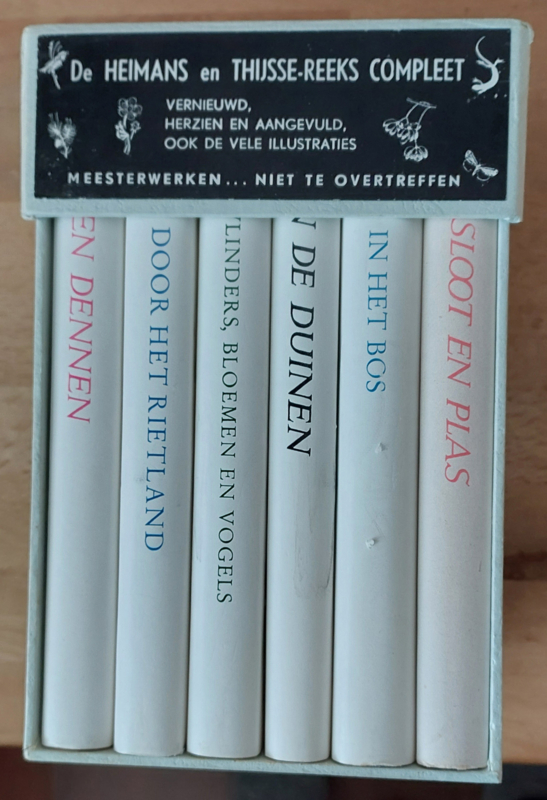 De HEIMANS en THIJSSE-REEKS COMPLEET
VERNIEUWD,
HERZIEN EN AANGEVULD,
OOK DE VELE ILLUSTRATIES
MEESTERWERKEN... NIET TE OVERTREFFEN
EN DENNEN
DOOR HET RIETLAND
VLINDERS, BLOEMEN EN VOGELS
N DE DUINEN
IN HET BOS
SLOOT EN PLAS